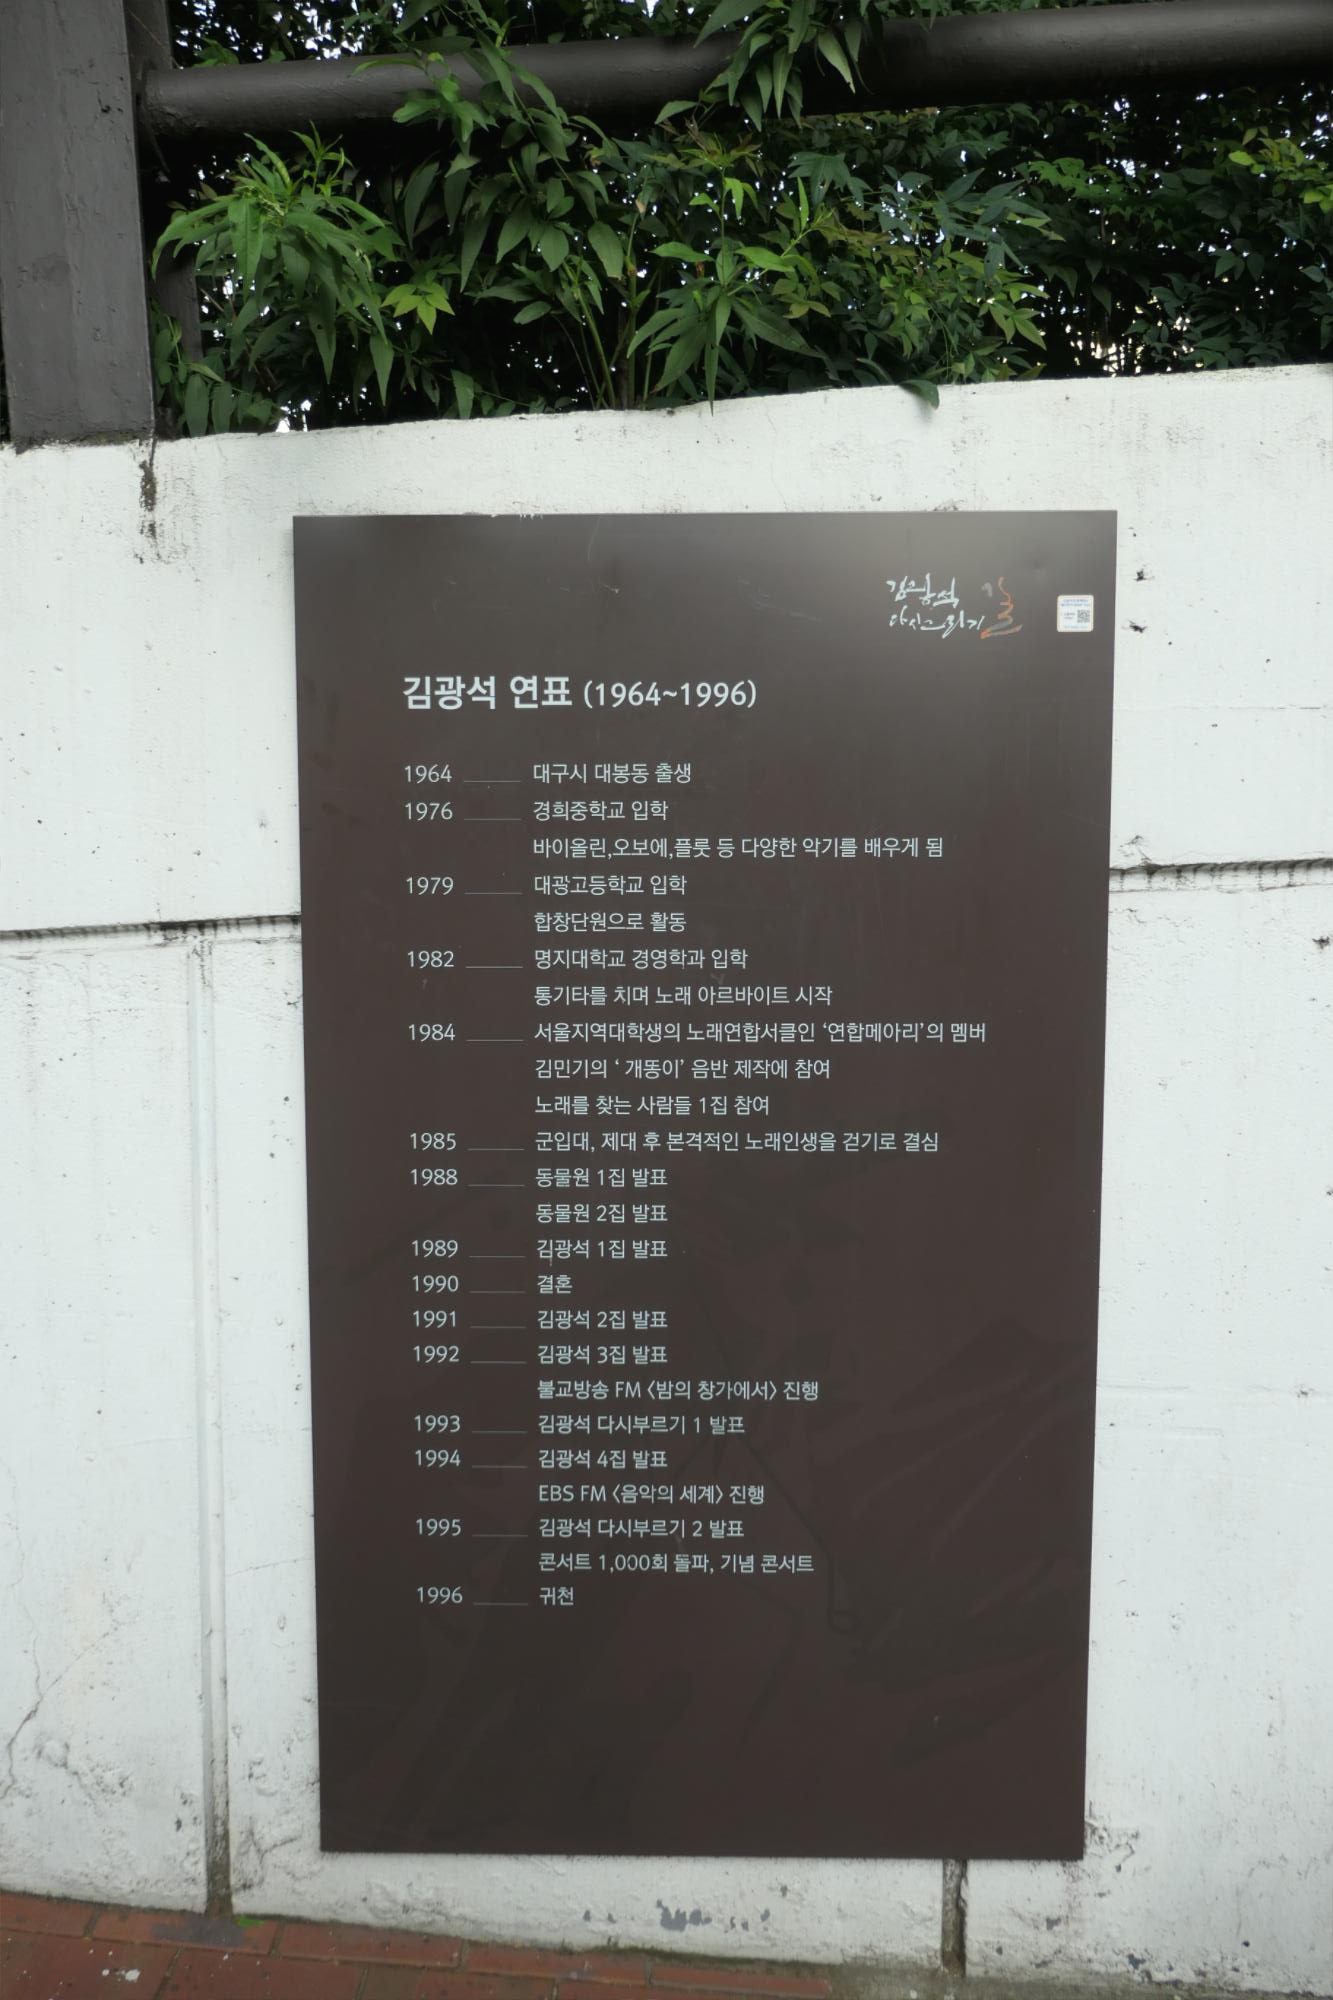 김광석 길
다시그리기
김광석 연표 (1964~1996)
1964 대구시 대봉동 출생
1976 경희중학교 입학
바이올린,오보에,플룻 등 다양한 악기를 배우게 됨
1979 대광고등학교 입학
합창단원으로 활동
1982 명지대학교 경영학과 입학
통기타를 치며 노래 아르바이트 시작
1984 서울지역대학생의 노래연합서클인 ‘연합메아리’의 멤버
김민기의 ‘ 개똥이’ 음반 제작에 참여
노래를 찾는 사람들 1집 참여
1985 군입대, 제대 후 본격적인 노래인생을 걷기로 결심
1988 동물원 1집 발표
동물원 2집 발표
1989 김광석 1집 발표
1990 결혼
1991 김광석 2집 발표
1992 김광석 3집 발표
불교방송 FM 〈밤의 창가에서〉 진행
1993 김광석 다시부르기 1 발표
1994 김광석 4집 발표
EBS FM 〈음악의 세계〉 진행
1995 김광석 다시부르기 2 발표
콘서트 1,000회 돌파, 기념 콘서트
1996 귀천